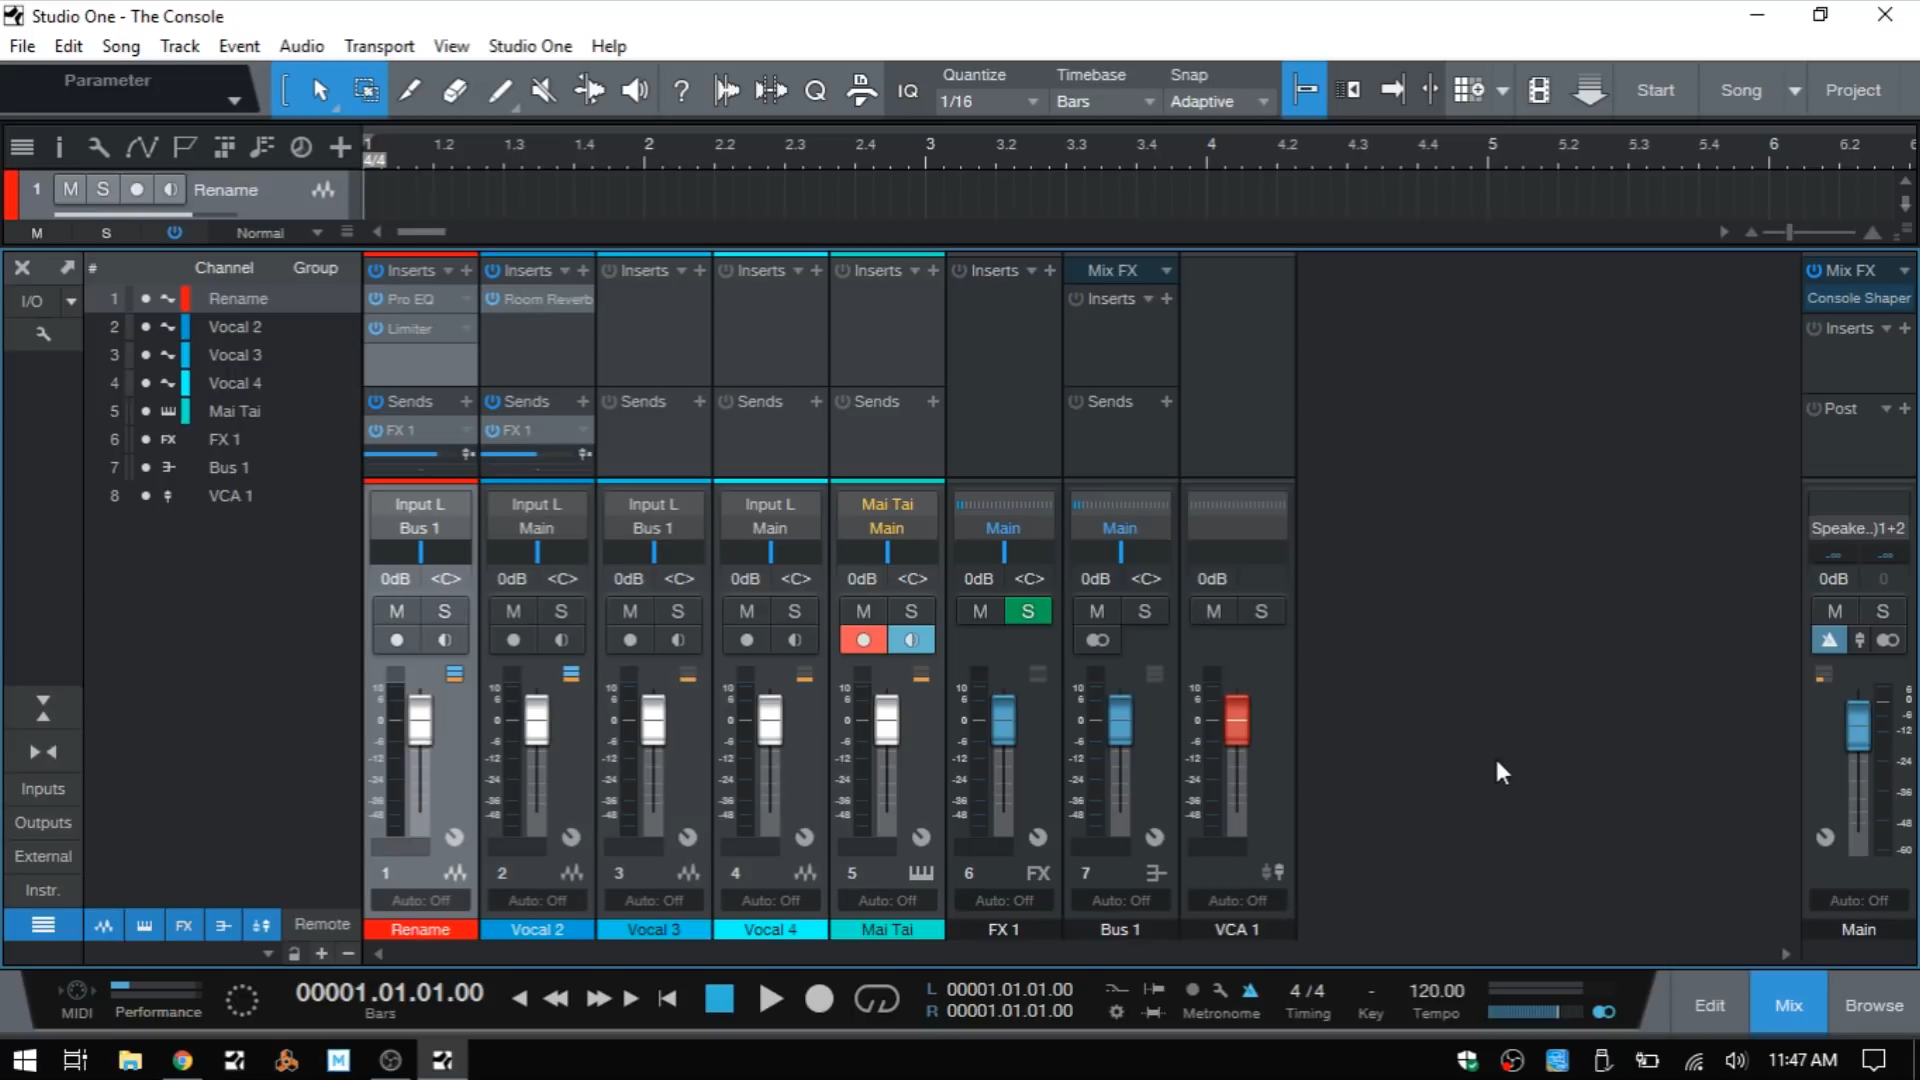 Studio One - The Console
File Edit Song Track Event Audio Transport View Studio One Help
Parameter
Quantize Timebase Snap
1/16 Bars Adaptive
IQ
Start Song Project
1 1.2 1.3 1.4 2 2.2 2.3 2.4 3 3.2 3.3 3.4 4 4.2 4.3 4.4 5 5.2 5.3 5.4 6 6.2
4/4
1 M S Rename
M S Normal
# Channel Group
I/O
1 Rename
2 Vocal 2
3 Vocal 3
4 Vocal 4
5 Mai Tai
6 FX FX 1
7 Bus 1
8 VCA 1
Inserts Inserts Inserts Inserts Inserts Inserts Mix FX Mix FX
Pro EQ Room Reverb Inserts Console Shaper
Limiter Inserts
Sends Sends Sends Sends Sends Sends Post
FX 1 FX 1
Input L Input L Input L Input L Mai Tai
Bus 1 Main Bus 1 Main Main Main Main Speake..)1+2
-∞ -∞
0dB <C> 0dB <C> 0dB <C> 0dB <C> 0dB <C> 0dB <C> 0dB <C> 0dB 0dB 0
M S M S M S M S M S M S M S M S M S
10 10 10 10 10 10 10 10 6
6 6 6 6 6 6 6 6 0
0 0 0 0 0 0 0 0 -6
-6 -6 -6 -6 -6 -6 -6 -6 -12
-12 -12 -12 -12 -12 -12 -12 -12 -24
-24 -24 -24 -24 -24 -24 -24 -24 -36
-36 -36 -36 -36 -36 -36 -36 -36 -48
-48 -48 -48 -48 -48 -48 -48 -48 -60
Inputs
Outputs
External
Instr.
1 2 3 4 5 6 FX 7
Auto: Off Auto: Off Auto: Off Auto: Off Auto: Off Auto: Off Auto: Off Auto: Off Auto: Off
FX Remote
Rename Vocal 2 Vocal 3 Vocal 4 Mai Tai FX 1 Bus 1 VCA 1 Main
MIDI Performance
00001.01.01.00
Bars
L 00001.01.01.00
R 00001.01.01.00
Metronome
4 / 4
Timing
-
Key
120.00
Tempo
Edit Mix Browse
M
11:47 AM